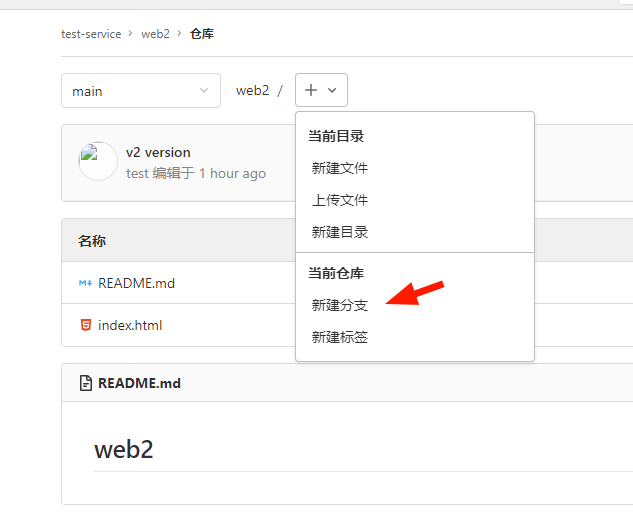 test-service › web2 › 仓库
main web2 / +
当前目录
新建文件
上传文件
新建目录
当前仓库
新建分支
新建标签
v2 version
test 编辑于 1 hour ago
名称
README.md
index.html
README.md
web2